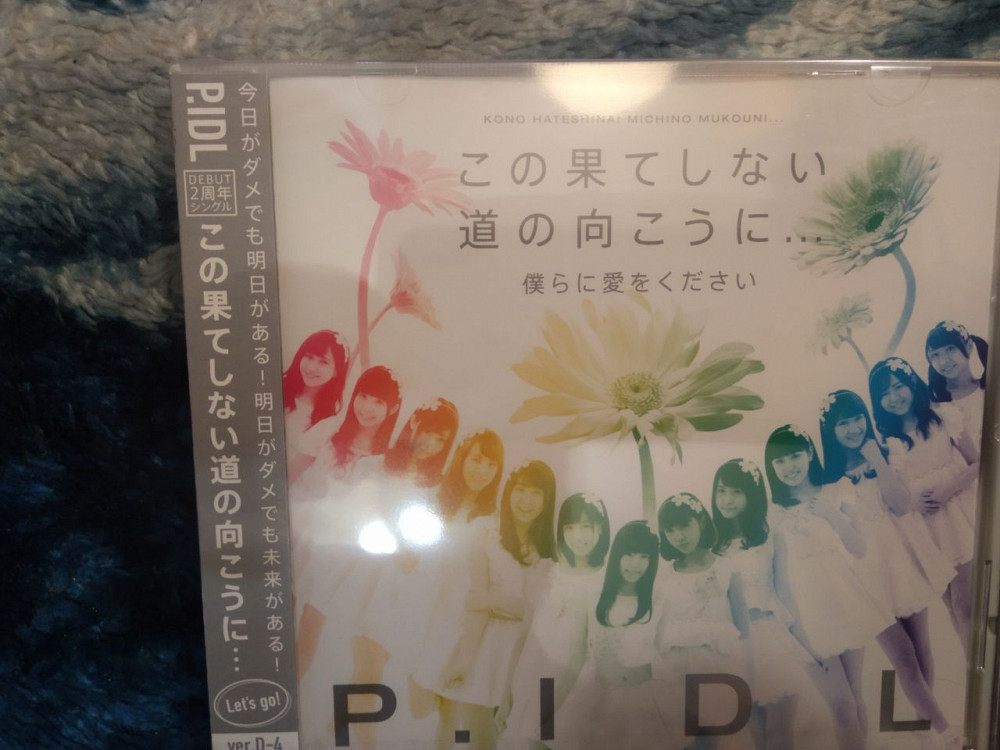 P.IDL
DEBUT
2周年
シングル
この果てしない道の向こうに…
今日がダメでも明日がある!明日がダメでも未来がある!
Let's go!
ver.D-4
KONO HATESHINAI MICHINO MUKOUNI...
この果てしない
道の向こうに…
僕らに愛をください
P.IDL